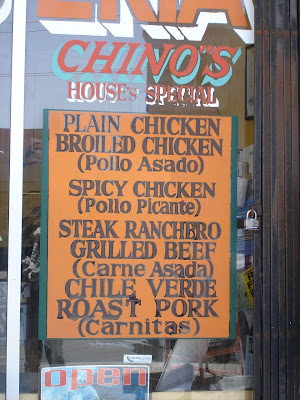 CHINO"S
HOUSE'S SPECIAL
PLAIN CHICKEN
BROILED CHICKEN
(Pollo Asado)
SPICY CHICKEN
(Pollo Picante)
STEAK RANCHERO
GRILLED BEEF
(Carne Asada)
CHILE VERDE
ROAST PORK
(Carnitas)
open